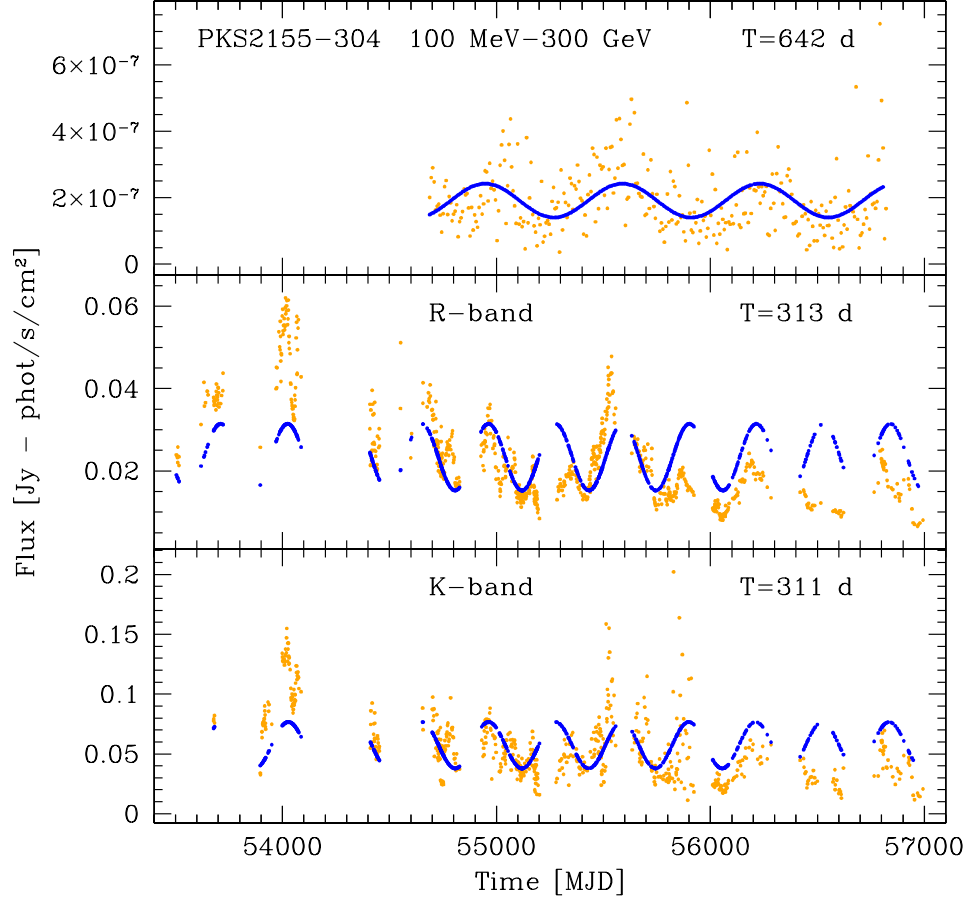 PKS2155-304 100 MeV-300 GeV T=642 d
6×10⁻⁷
4×10⁻⁷
2×10⁻⁷
0
R-band T=313 d
0.06
0.04
0.02
K-band T=311 d
0.2
0.15
0.1
0.05
0
Flux [Jy - phot/s/cm²]
54000 55000 56000 57000
Time [MJD]